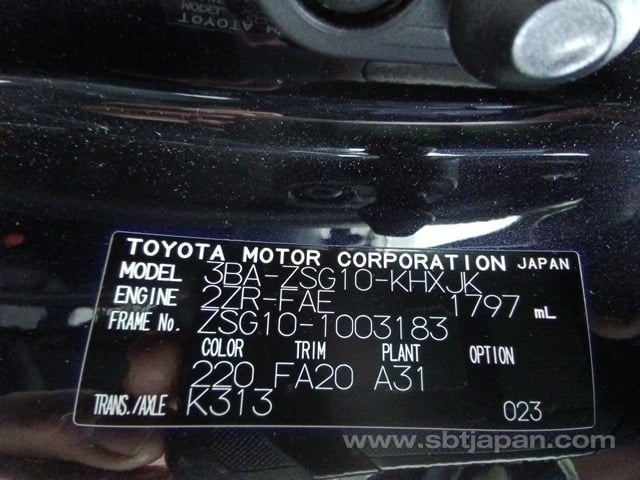 TOYOTA MOTOR CORPORATION JAPAN
MODEL 3BA-ZSG10-KHXJK
ENGINE 2ZR-FAE 1797 mL
FRAME No. ZSG10-1003183
COLOR TRIM PLANT OPTION
220 FA20 A31
TRANS./AXLE K313 023
www.sbtjapan.com